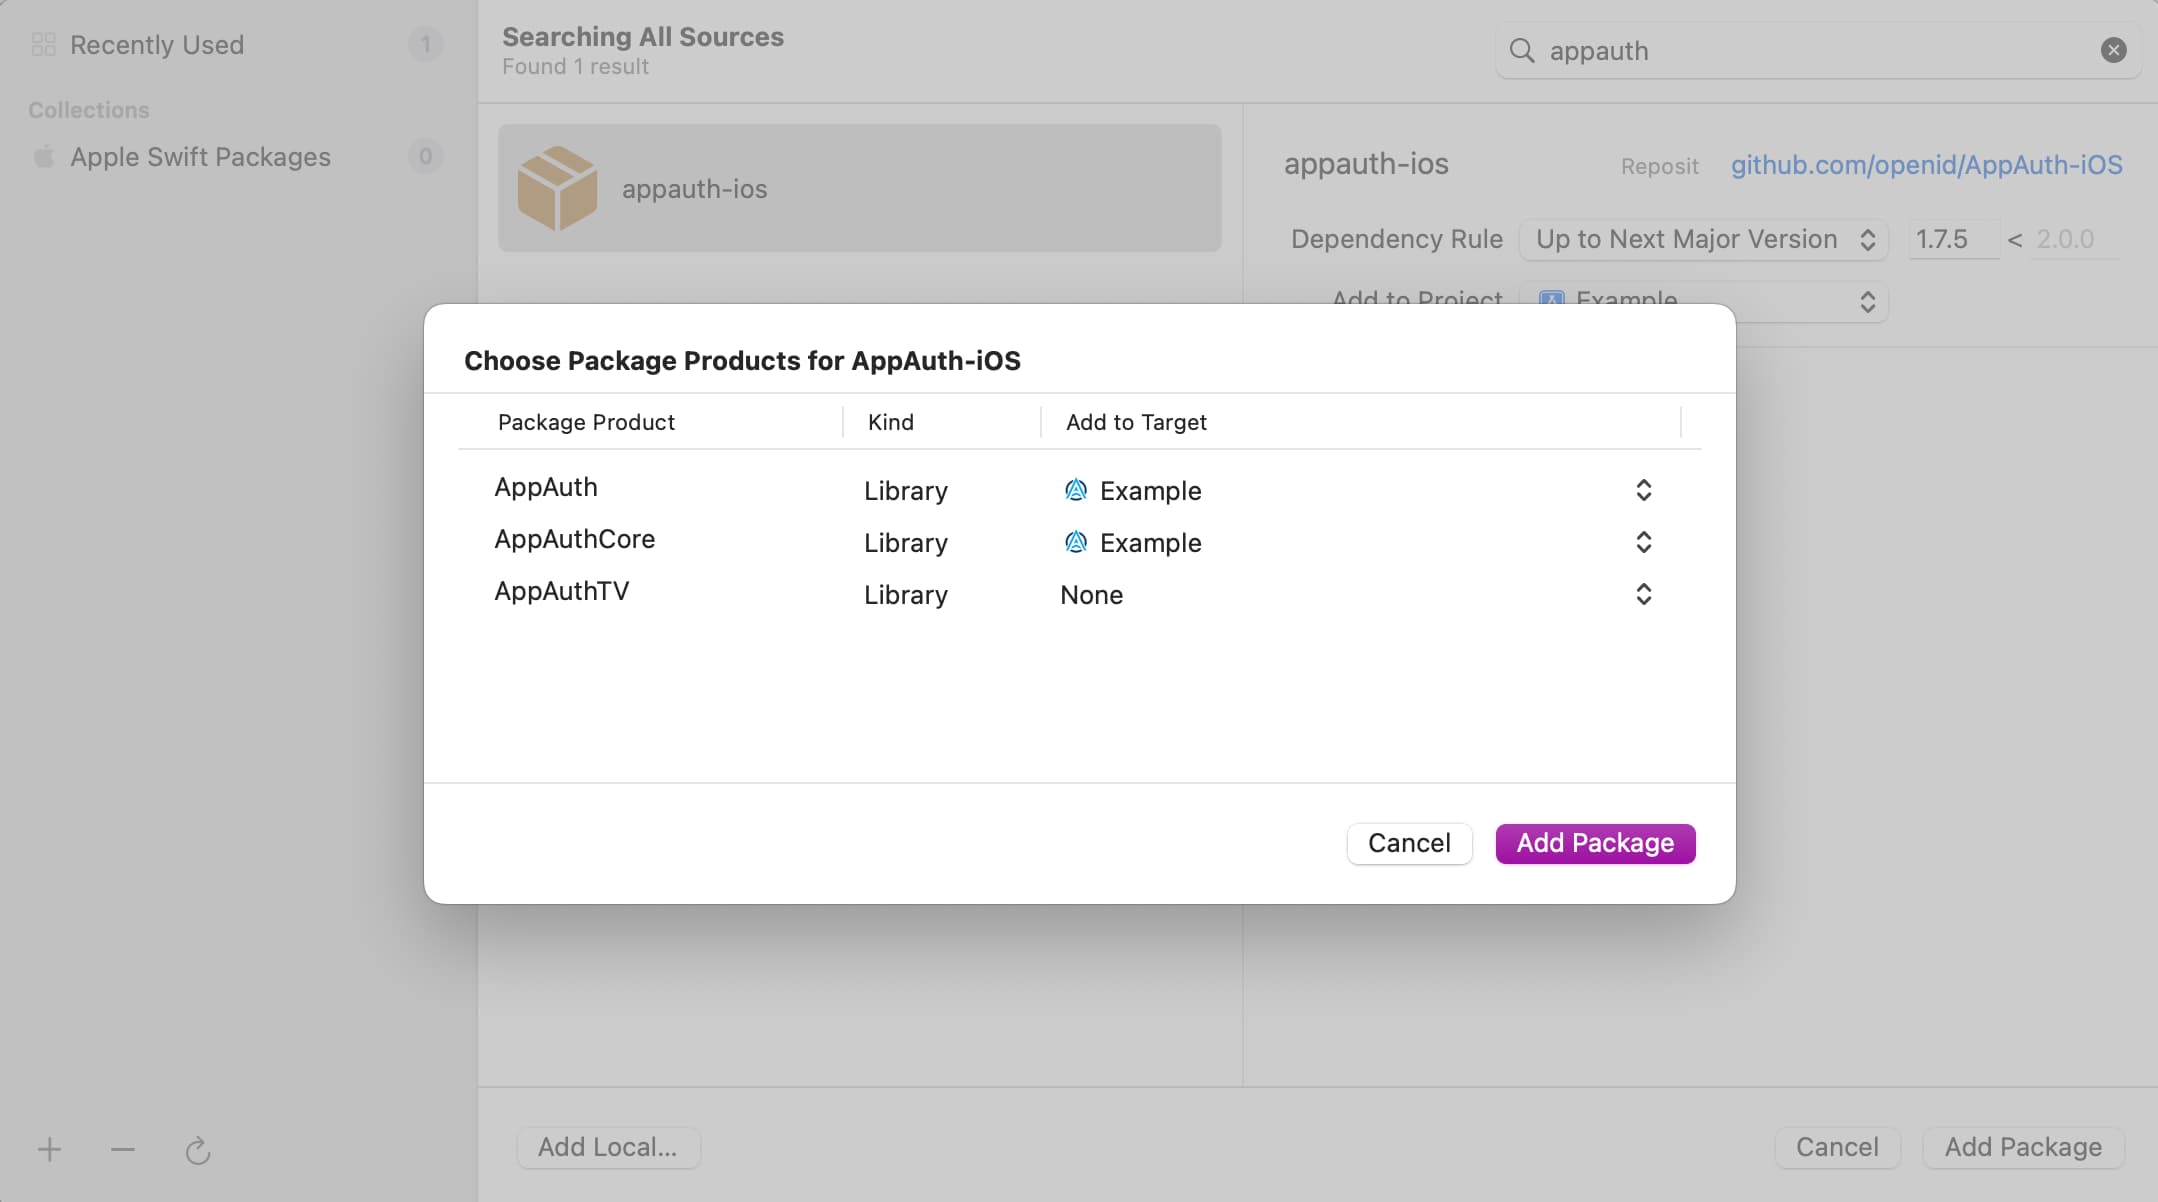 Recently Used 1
Collections
Apple Swift Packages 0
Searching All Sources
Found 1 result
appauth
appauth-ios
appauth-ios Reposit github.com/openid/AppAuth-iOS
Dependency Rule Up to Next Major Version 1.7.5 < 2.0.0
Add to Project Example
Choose Package Products for AppAuth-iOS
Package Product Kind Add to Target
AppAuth Library Example
AppAuthCore Library Example
AppAuthTV Library None
Cancel Add Package
Add Local... Cancel Add Package